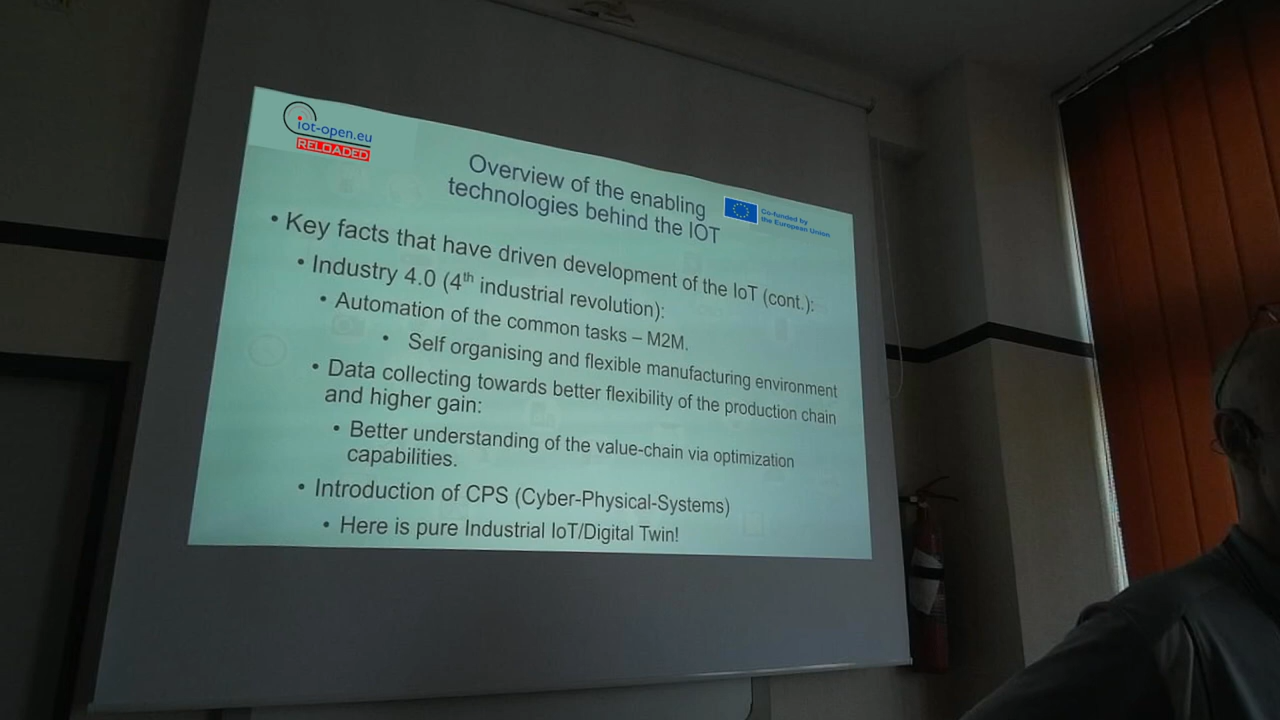 iot-open.eu
RELOADED
Overview of the enabling
technologies behind the IOT
Co-funded by
the European Union
• Key facts that have driven development of the IoT (cont.):
• Industry 4.0 (4th industrial revolution):
• Automation of the common tasks – M2M.
• Self organising and flexible manufacturing environment
• Data collecting towards better flexibility of the production chain
and higher gain:
• Better understanding of the value-chain via optimization
capabilities.
• Introduction of CPS (Cyber-Physical-Systems)
• Here is pure Industrial IoT/Digital Twin!